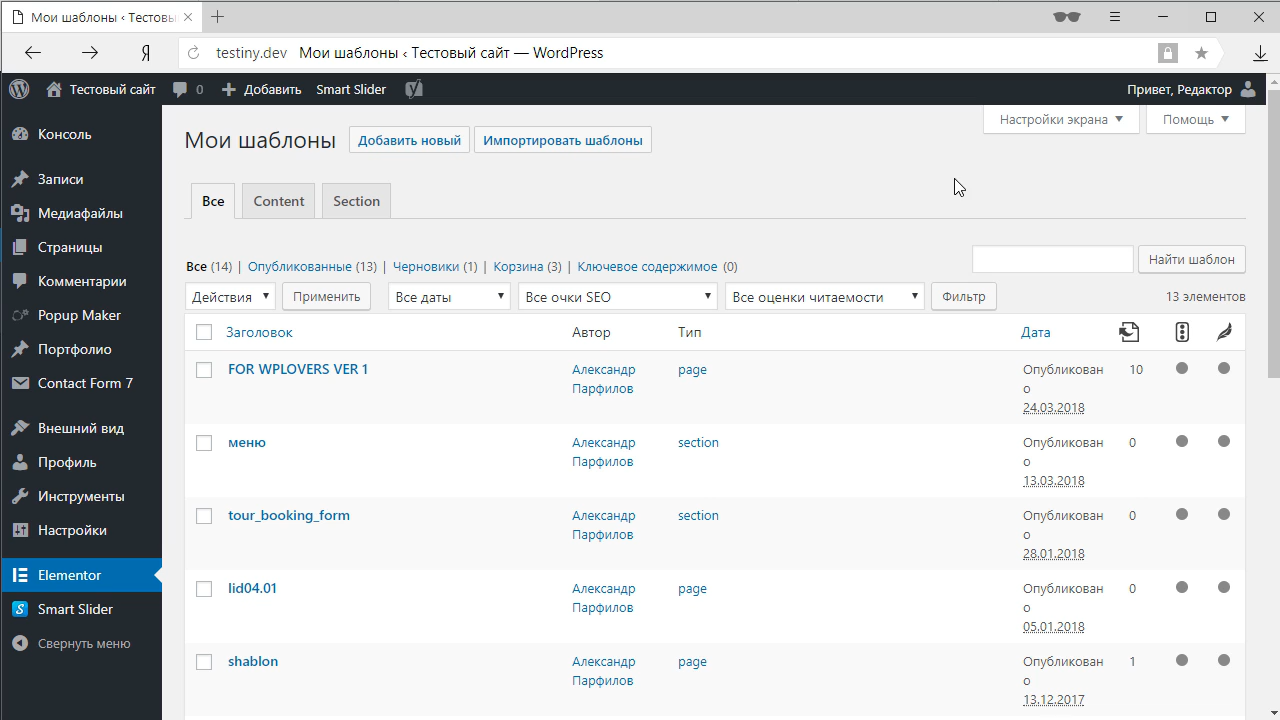 Мои шаблоны ‹ Тестовы
Я
testiny.dev Мои шаблоны ‹ Тестовый сайт — WordPress
Тестовый сайт 0 Добавить Smart Slider Привет, Редактор
Консоль
Записи
Медиафайлы
Страницы
Комментарии
Popup Maker
Портфолио
Contact Form 7
Внешний вид
Профиль
Инструменты
Настройки
Elementor
Smart Slider
Свернуть меню
Настройки экрана Помощь
Мои шаблоны Добавить новый Импортировать шаблоны
Все Content Section
Все (14) | Опубликованные (13) | Черновики (1) | Корзина (3) | Ключевое содержимое (0)
Найти шаблон
Действия Применить Все даты Все очки SEO Все оценки читаемости Фильтр 13 элементов
Заголовок Автор Тип Дата
FOR WPLOVERS VER 1 Александр page Опубликован 10
Парфилов о
24.03.2018
меню Александр section Опубликован 0
Парфилов о
13.03.2018
tour_booking_form Александр section Опубликован 0
Парфилов о
28.01.2018
lid04.01 Александр page Опубликован 0
Парфилов о
05.01.2018
shablon Александр page Опубликован 1
Парфилов о
13.12.2017